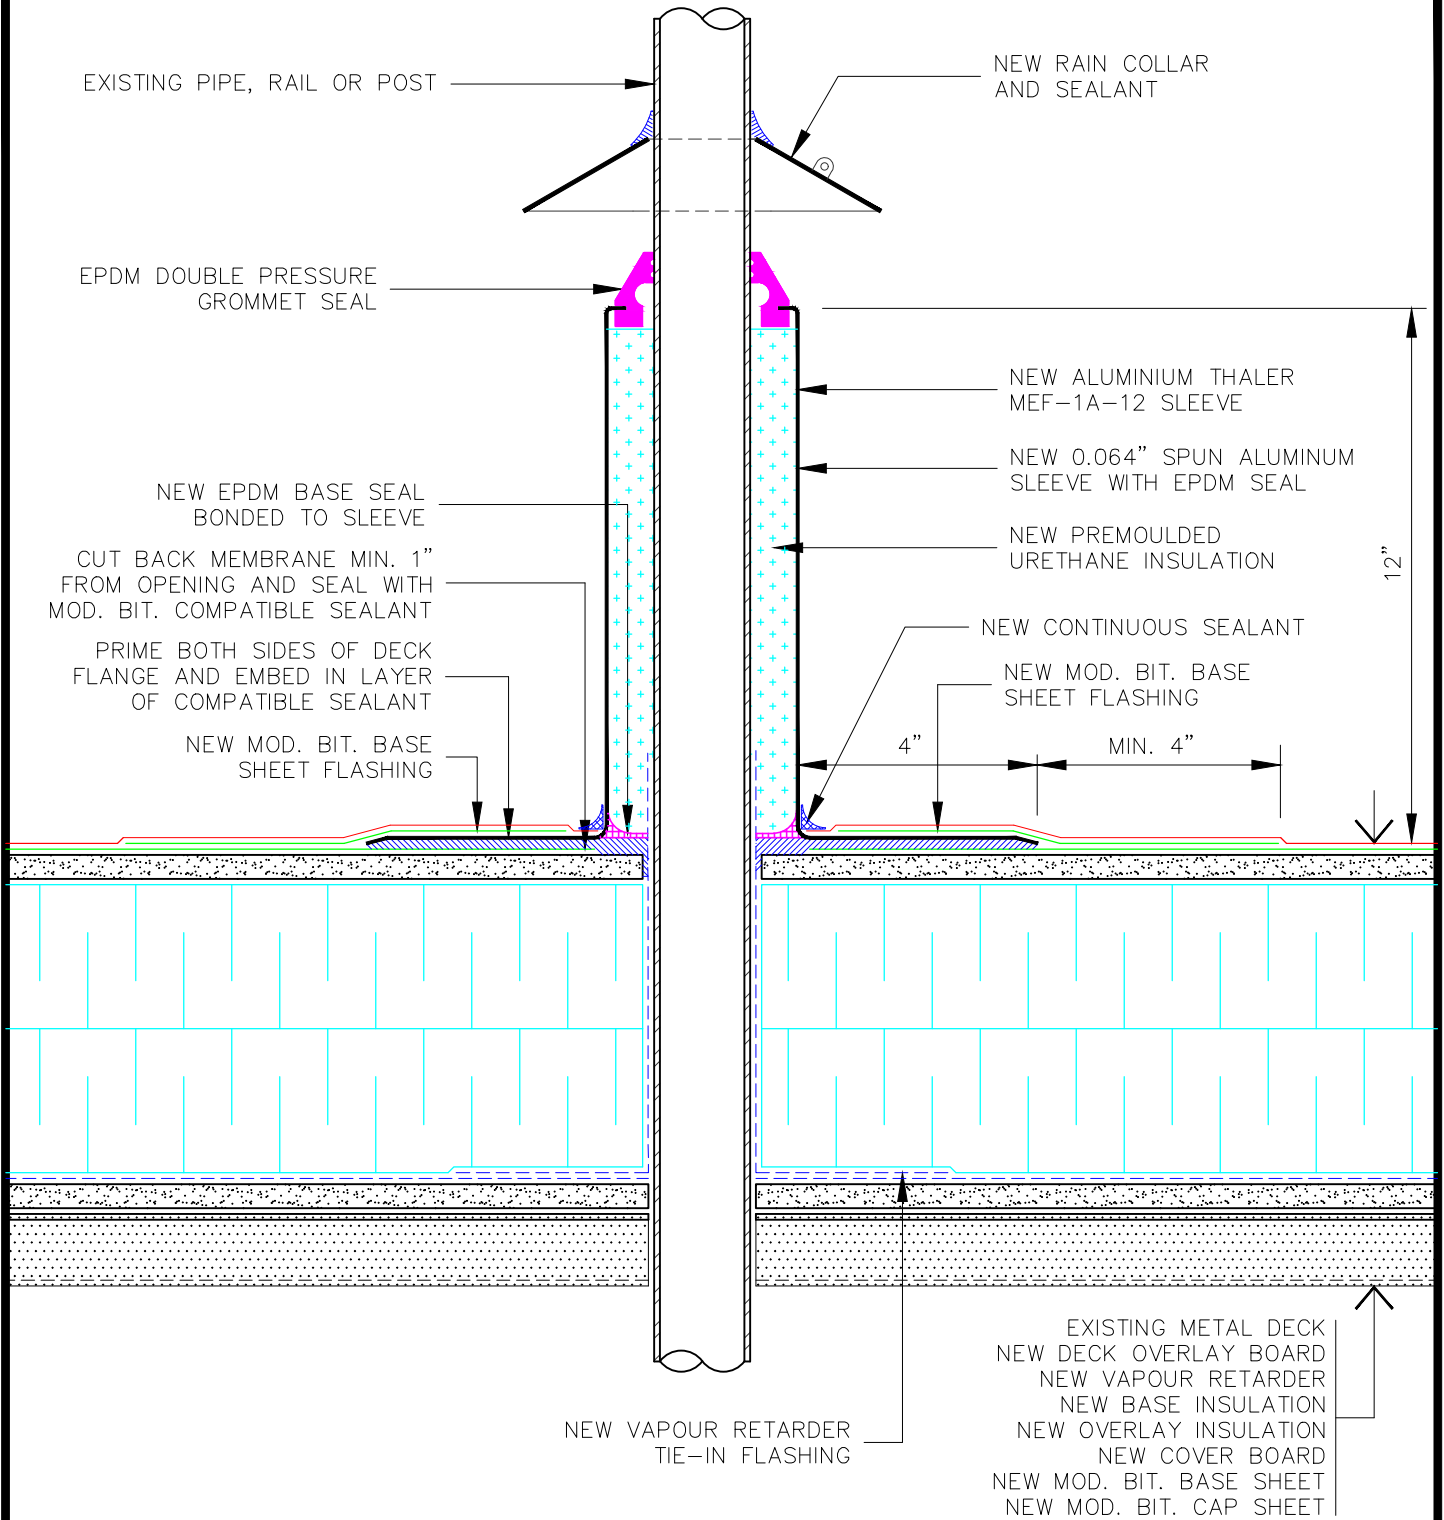 EXISTING PIPE, RAIL OR POST
NEW RAIN COLLAR
AND SEALANT
EPDM DOUBLE PRESSURE
GROMMET SEAL
NEW ALUMINIUM THALER
MEF-1A-12 SLEEVE
NEW 0.064" SPUN ALUMINUM
SLEEVE WITH EPDM SEAL
NEW EPDM BASE SEAL
BONDED TO SLEEVE
NEW PREMOULDED
URETHANE INSULATION
12"
CUT BACK MEMBRANE MIN. 1"
FROM OPENING AND SEAL WITH
MOD. BIT. COMPATIBLE SEALANT
NEW CONTINUOUS SEALANT
PRIME BOTH SIDES OF DECK
FLANGE AND EMBED IN LAYER
OF COMPATIBLE SEALANT
NEW MOD. BIT. BASE
SHEET FLASHING
NEW MOD. BIT. BASE
SHEET FLASHING
4"
MIN. 4"
EXISTING METAL DECK
NEW DECK OVERLAY BOARD
NEW VAPOUR RETARDER
NEW BASE INSULATION
NEW OVERLAY INSULATION
NEW COVER BOARD
NEW MOD. BIT. BASE SHEET
NEW MOD. BIT. CAP SHEET
NEW VAPOUR RETARDER
TIE-IN FLASHING